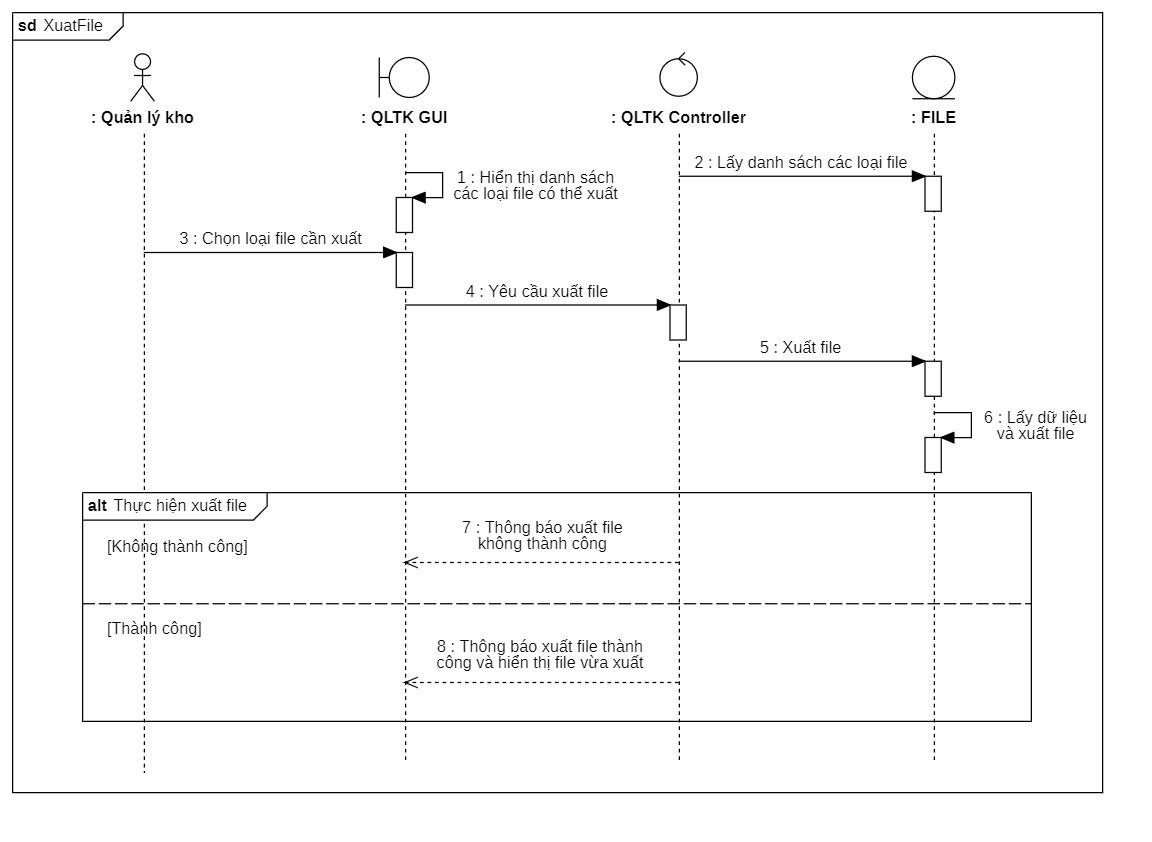 sd XuatFile
: Quản lý kho
: QLTK GUI
: QLTK Controller
: FILE
2 : Lấy danh sách các loại file
1 : Hiển thị danh sách
các loại file có thể xuất
3 : Chọn loại file cần xuất
4 : Yêu cầu xuất file
5 : Xuất file
6 : Lấy dữ liệu
và xuất file
alt Thực hiện xuất file
7 : Thông báo xuất file
không thành công
[Không thành công]
[Thành công]
8 : Thông báo xuất file thành
công và hiển thị file vừa xuất